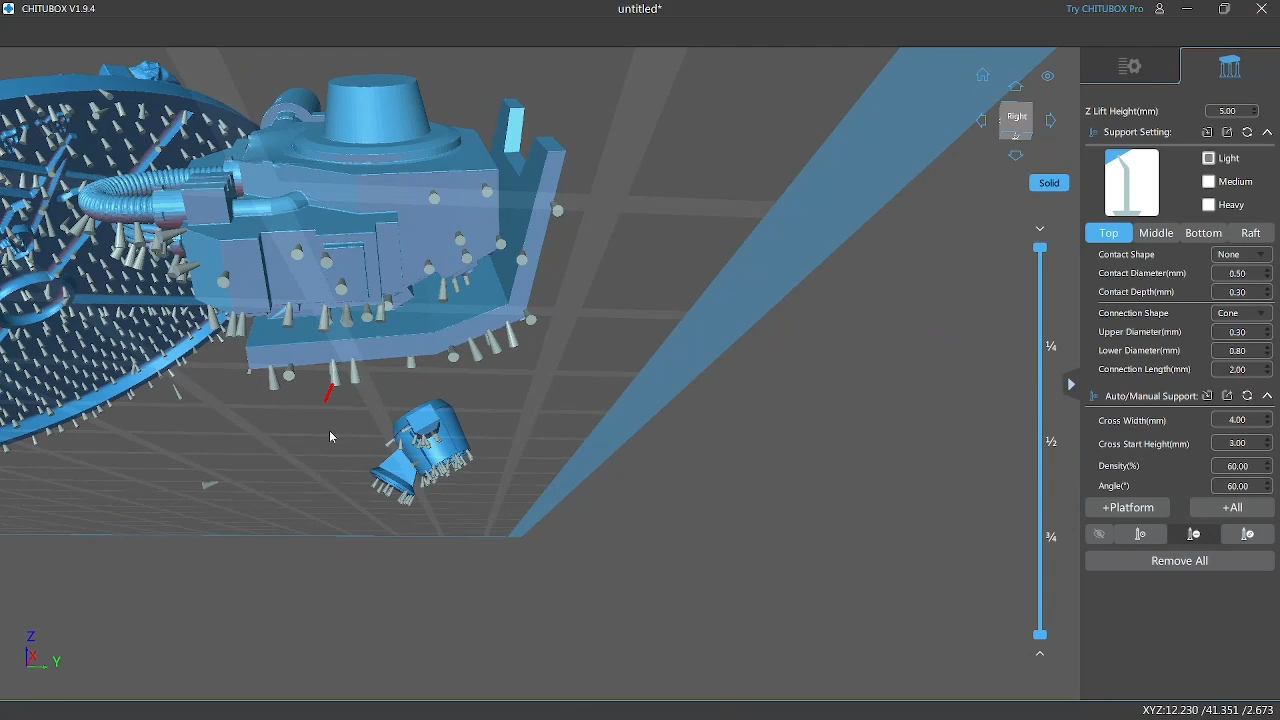 CHITUBOX V1.9.4
untitled*
Try CHITUBOX Pro
Right
Solid
¼
½
¾
Z Lift Height(mm) 5.00
Support Setting:
Light
Medium
Heavy
Top Middle Bottom Raft
Contact Shape None
Contact Diameter(mm) 0.50
Contact Depth(mm) 0.30
Connection Shape Cone
Upper Diameter(mm) 0.30
Lower Diameter(mm) 0.80
Connection Length(mm) 2.00
Auto/Manual Support:
Cross Width(mm) 4.00
Cross Start Height(mm) 3.00
Density(%) 60.00
Angle(°) 60.00
+Platform +All
Remove All
Z
X Y
XYZ:12.230 /41.351 /2.673